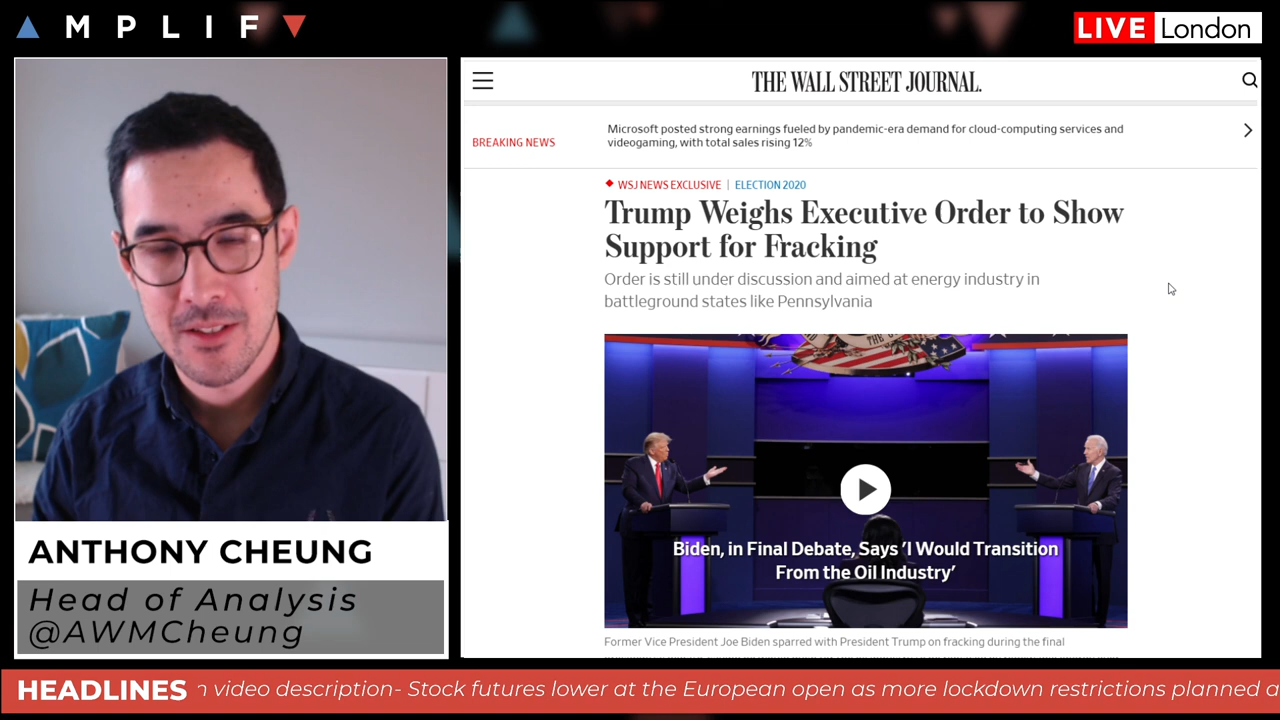 AMPLIFY
LIVE London
THE WALL STREET JOURNAL.
BREAKING NEWS
Microsoft posted strong earnings fueled by pandemic-era demand for cloud-computing services and
videogaming, with total sales rising 12%
WSJ NEWS EXCLUSIVE | ELECTION 2020
Trump Weighs Executive Order to Show
Support for Fracking
Order is still under discussion and aimed at energy industry in
battleground states like Pennsylvania
Biden, in Final Debate, Says 'I Would Transition
From the Oil Industry'
Former Vice President Joe Biden sparred with President Trump on fracking during the final
ANTHONY CHEUNG
Head of Analysis
@AWMCheung
HEADLINES
video description- Stock futures lower at the European open as more lockdown restrictions planned